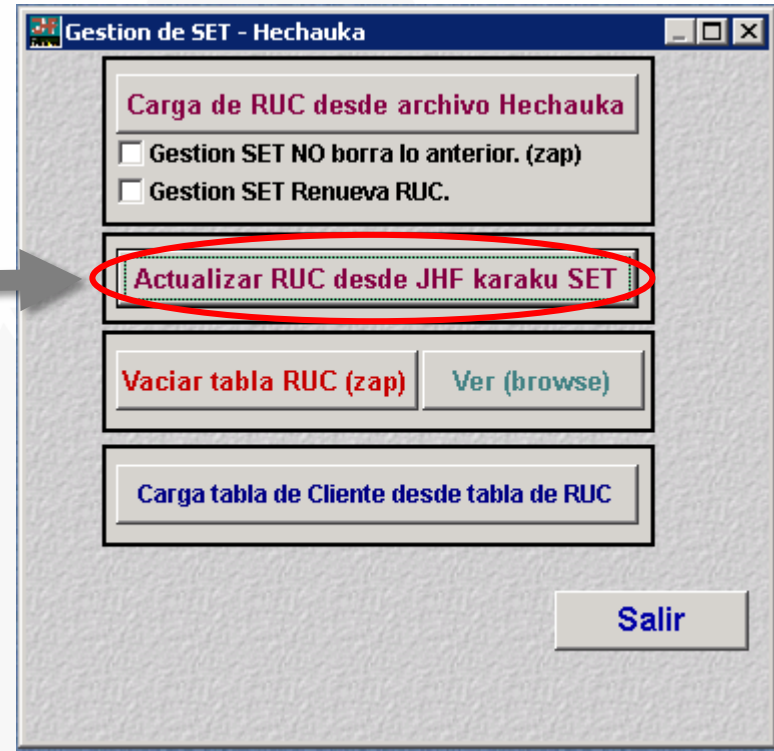 Gestion de SET - Hechauka
Carga de RUC desde archivo Hechauka
Gestion SET NO borra lo anterior. (zap)
Gestion SET Renueva RUC.
Actualizar RUC desde JHF karaku SET
Vaciar tabla RUC (zap) Ver (browse)
Carga tabla de Cliente desde tabla de RUC
Salir